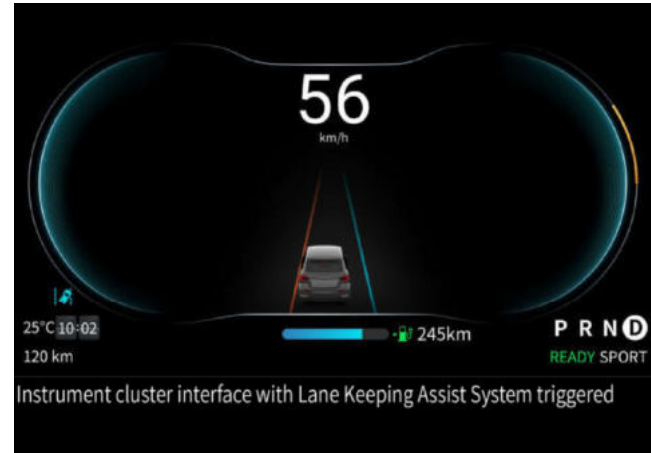 56
km/h
25°C 10:02
120 km
245km
P R N D
READY SPORT
Instrument cluster interface with Lane Keeping Assist System triggered